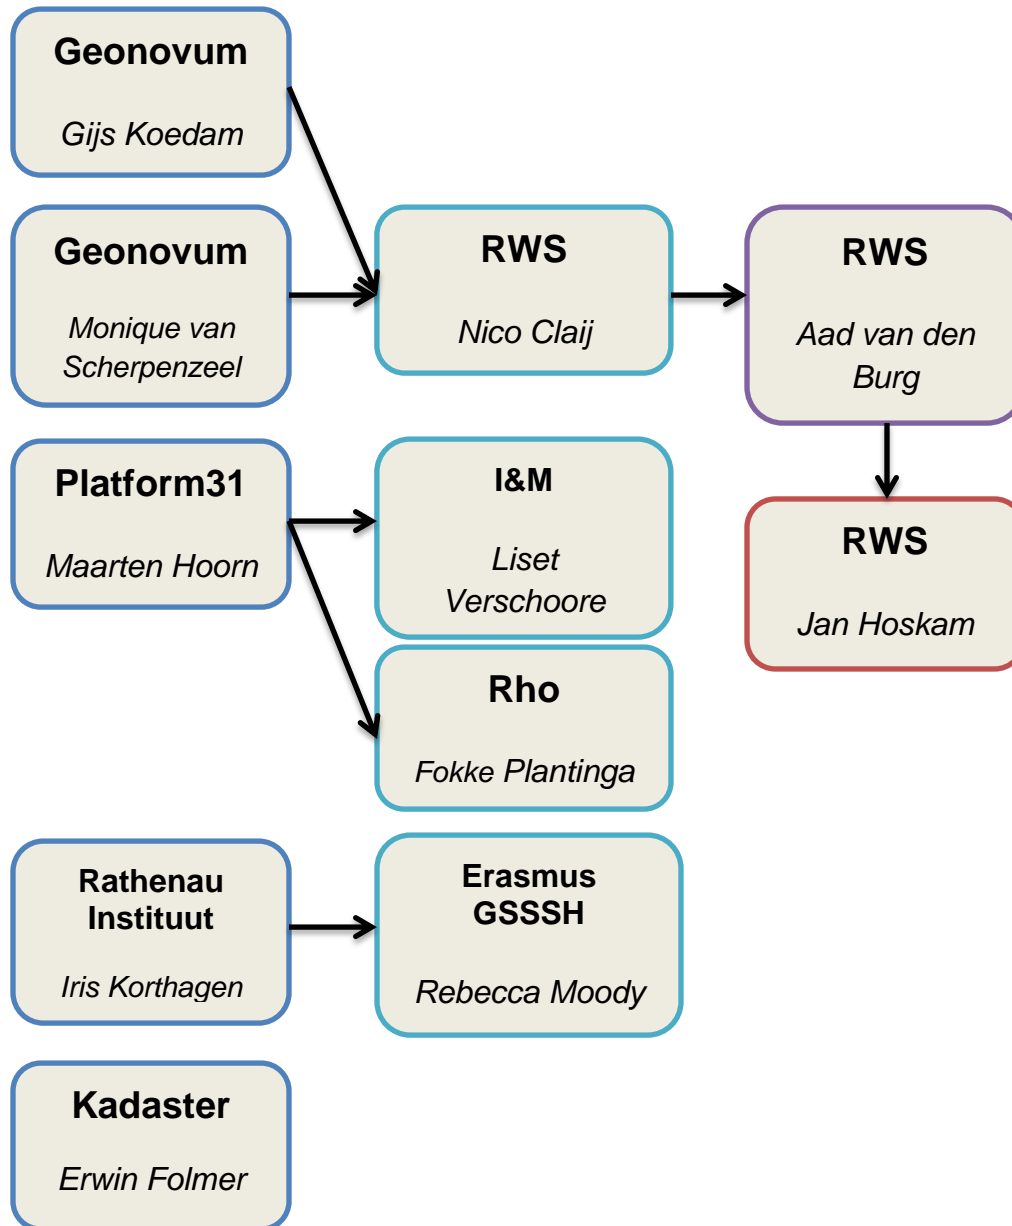 Geonovum
Gijs Koedam
Geonovum
Monique van
Scherpenzeel
RWS
Nico Claij
RWS
Aad van den
Burg
Platform31
Maarten Hoorn
I&M
Liset
Verschoore
RWS
Jan Hoskam
Rho
Fokke Plantinga
Rathenau
Instituut
Iris Korthagen
Erasmus
GSSSH
Rebecca Moody
Kadaster
Erwin Folmer